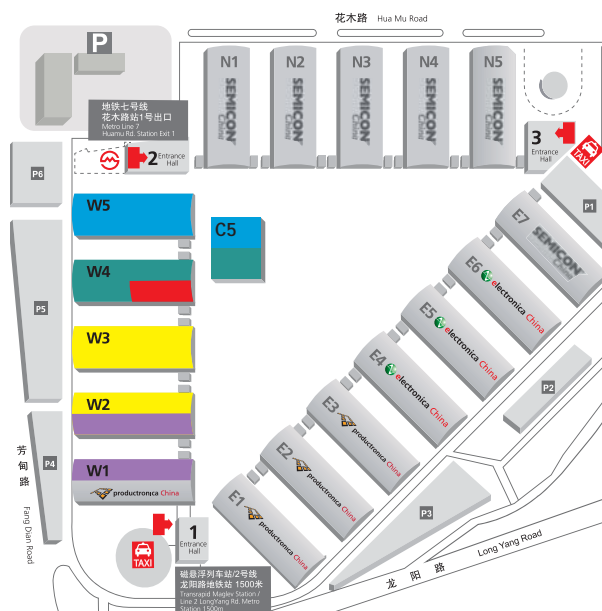 花木路 Hua Mu Road
P
N1 N2 N3 N4 N5
SEMICON China
SEMICON China
SEMICON China
SEMICON China
SEMICON China
地铁七号线
花木路站1号出口
Metro Line 7
Huamu Rd. Station Exit 1
2 Entrance
Hall
3
Entrance
Hall
TAXI
P6
P1
W5
C5
E7
SEMICON China
W4
E6
electronica China
P5
E5
electronica China
W3
E4
electronica China
P2
W2
E3
productronica China
芳甸路
Fang Dian Road
P4
W1
productronica China
E2
productronica China
E1
productronica China
P3
1
Entrance
Hall
TAXI
龙阳路 Long Yang Road
磁悬浮列车站/2号线
龙阳路地铁站 1500米
Transrapid Maglev Station /
Line 2 LongYang Rd. Metro
Station 1500m